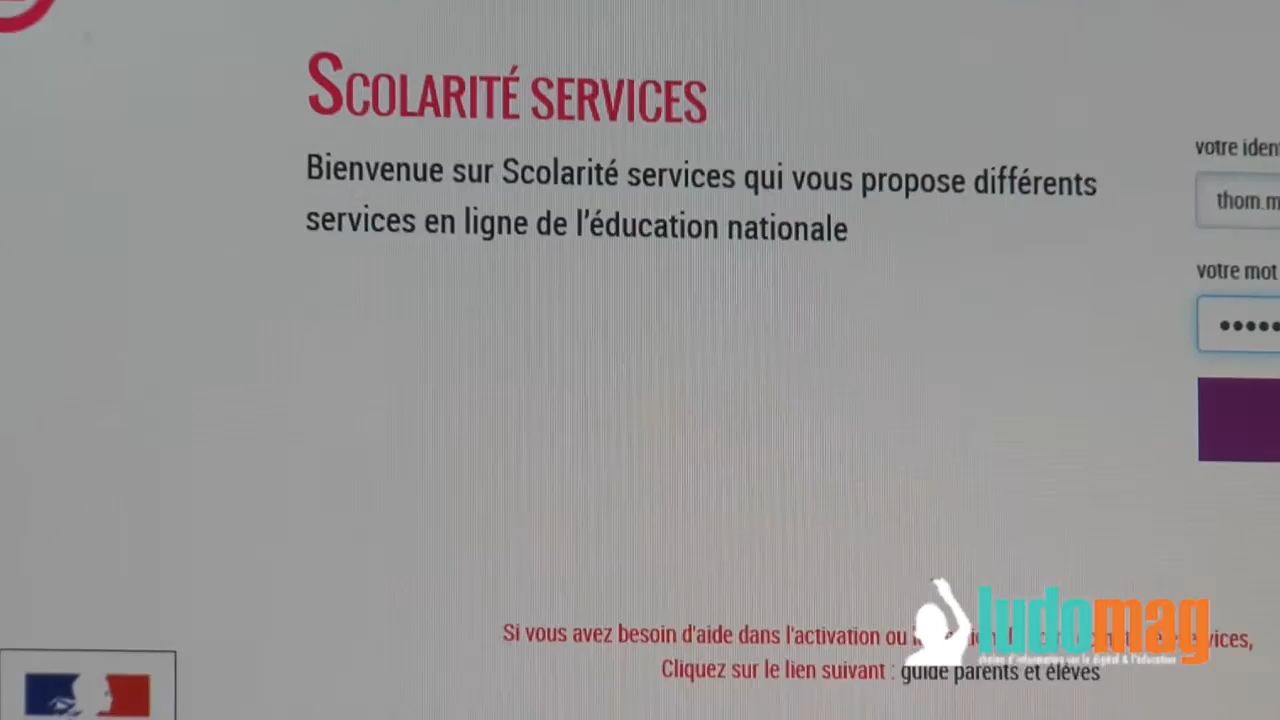 SCOLARITÉ SERVICES
Bienvenue sur Scolarité services qui vous propose différents
services en ligne de l'éducation nationale
votre iden
thom.m
votre mot
•••••
Si vous avez besoin d'aide dans l'activation ou
Cliquez sur le lien suivant : guide parents et élèves
ludomag